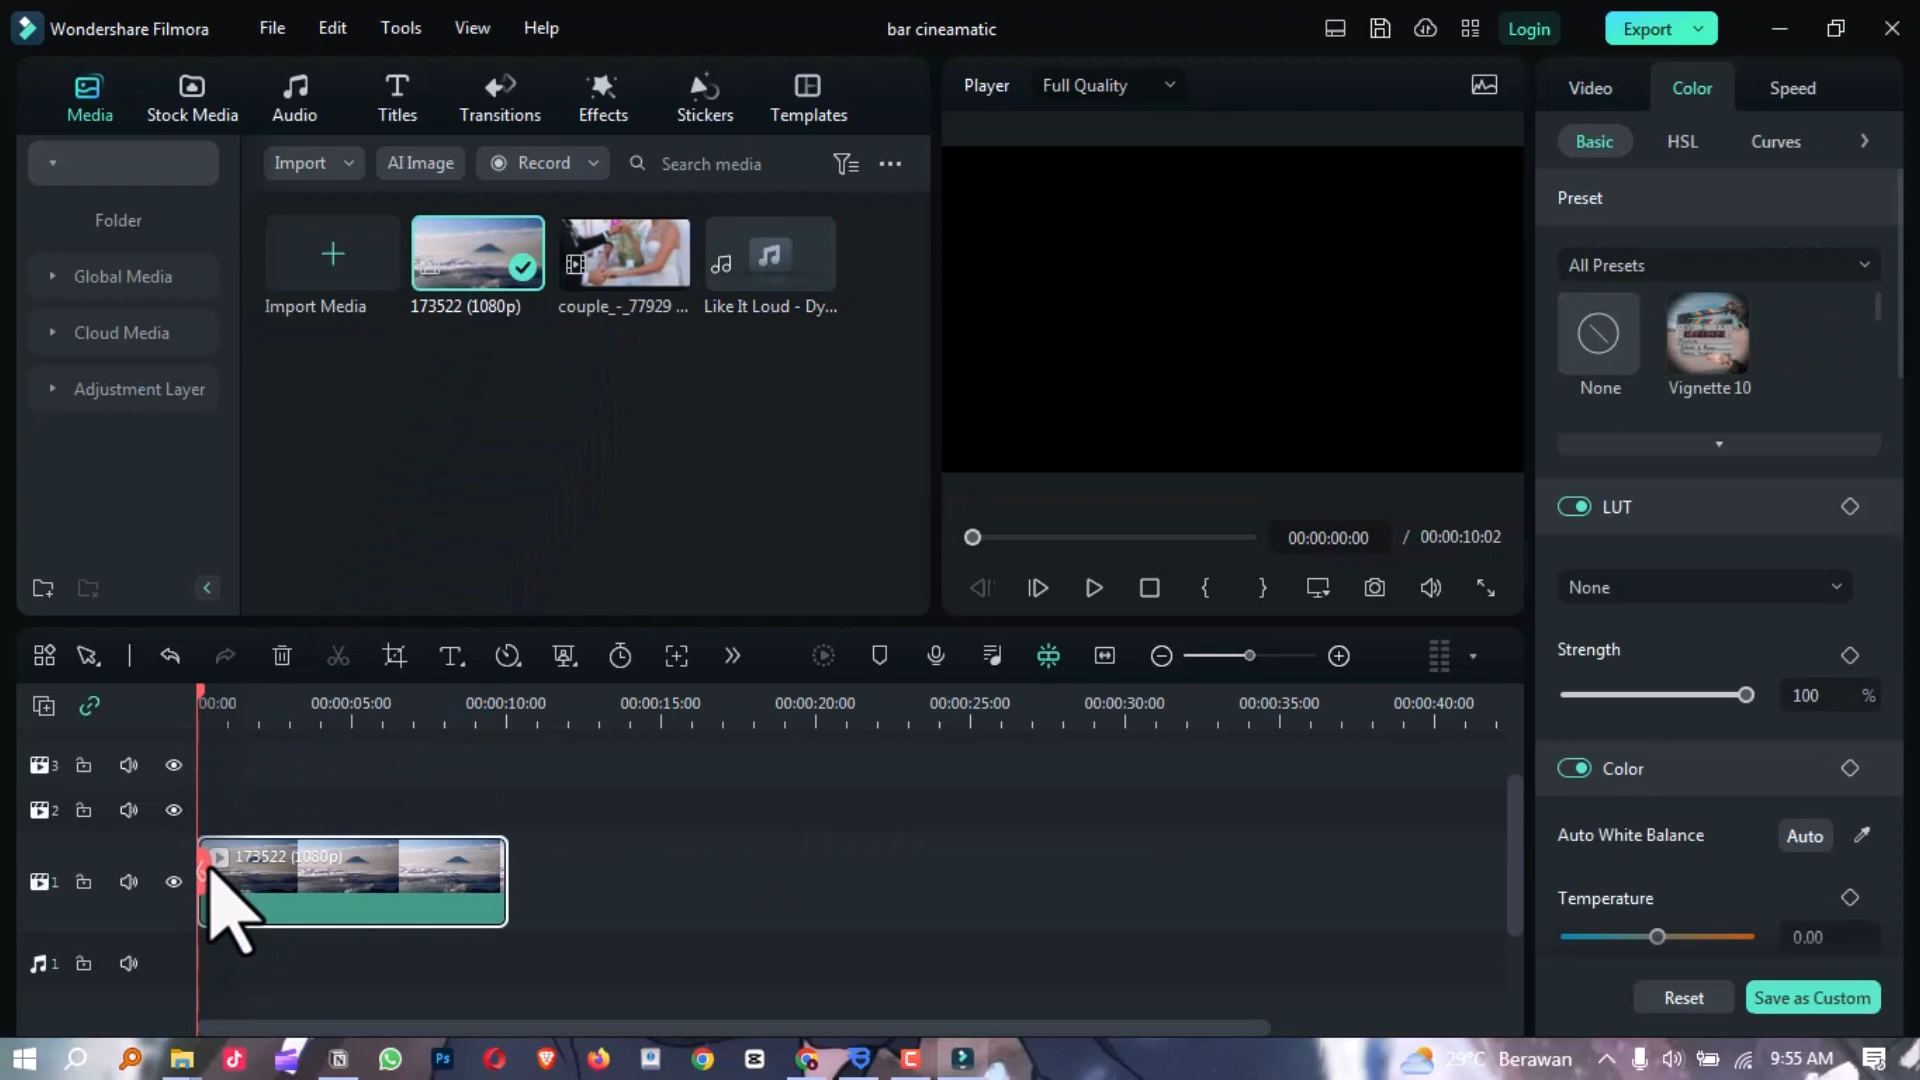 Wondershare Filmora
File
Edit
Tools
View
Help
bar cineamatic
Login
Export
Media
Stock Media
Audio
Titles
Transitions
Effects
Stickers
Templates
Player
Full Quality
Video
Color
Speed
Import
AI Image
Record
Search media
Basic
HSL
Curves
Folder
Global Media
Cloud Media
Adjustment Layer
Import Media
173522 (1080p)
couple_-_77929 ...
Like It Loud - Dy...
Preset
All Presets
None
Vignette 10
LUT
None
Strength
100
%
00:00:00:00
/ 00:00:10:02
00:00
00:00:05:00
00:00:10:00
00:00:15:00
00:00:20:00
00:00:25:00
00:00:30:00
00:00:35:00
00:00:40:00
3
2
1
173522 (1080p)
1
Color
Auto White Balance
Auto
Temperature
0.00
Reset
Save as Custom
Ps
29°C Berawan
9:55 AM